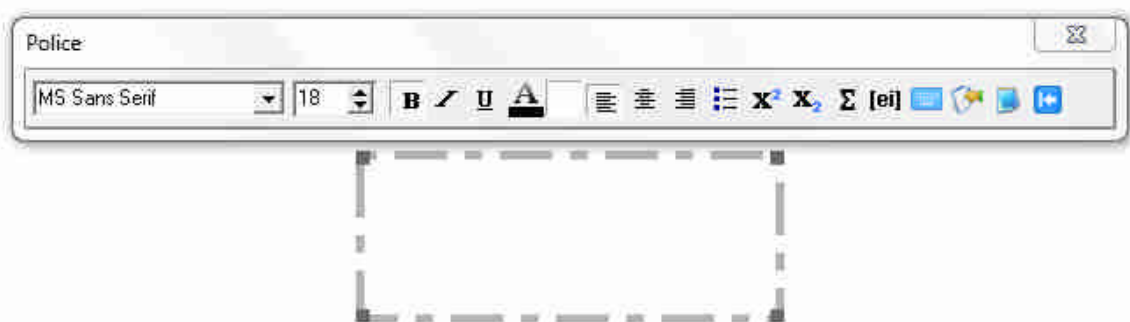 Police
MS Sans Serif 18 B I U A X² X₂ Σ [ei]